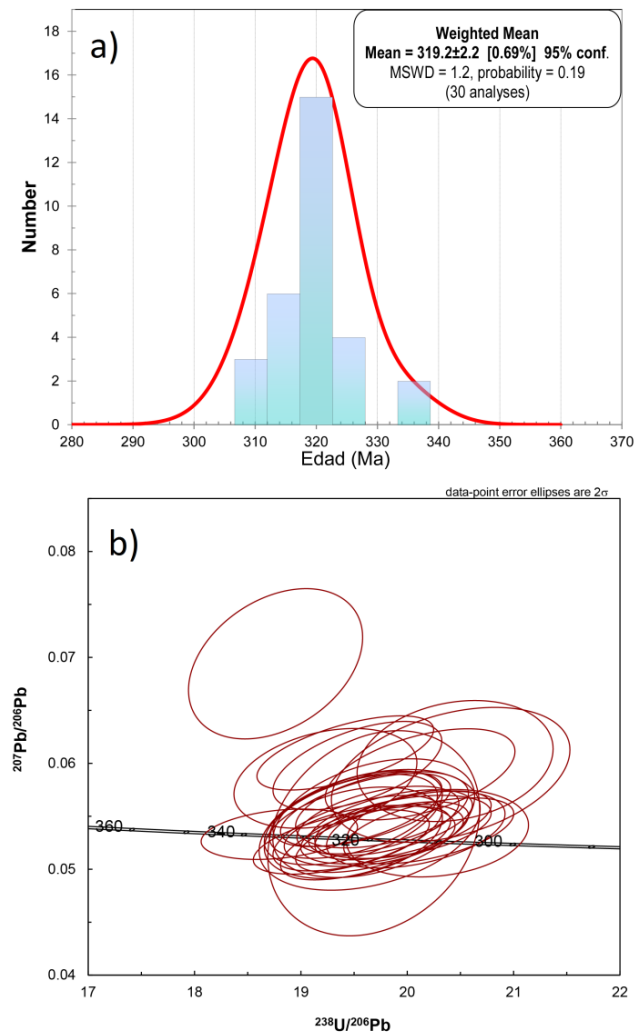 a)
Weighted Mean
Mean = 319.2±2.2 [0.69%] 95% conf.
MSWD = 1.2, probability = 0.19
(30 analyses)
Number
18
16
14
12
10
8
6
4
2
0
280 290 300 310 320 330 340 350 360 370
Edad (Ma)
data-point error ellipses are 2σ
b)
²⁰⁷Pb/²⁰⁶Pb
0.08
0.07
0.06
0.05
0.04
360 340 320 300
17 18 19 20 21 22
²³⁸U/²⁰⁶Pb